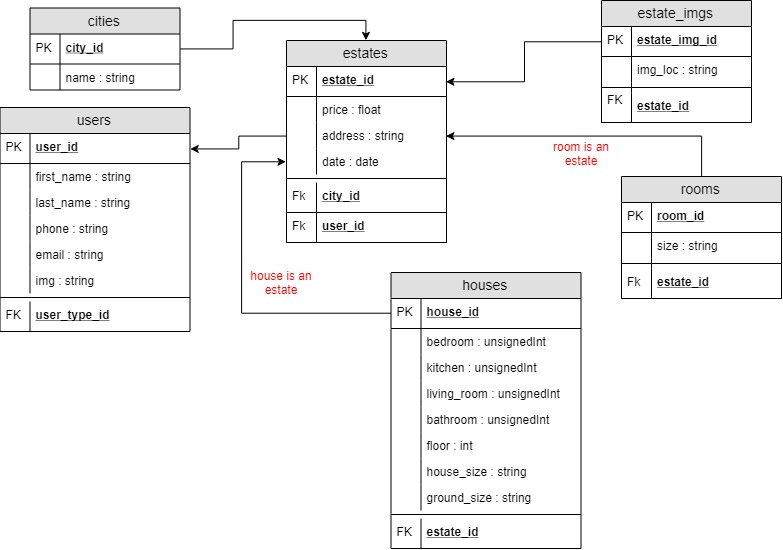 cities
PK city_id
name : string
estates
PK estate_id
price : float
address : string
date : date
Fk city_id
Fk user_id
estate_imgs
PK estate_img_id
img_loc : string
FK estate_id
users
PK user_id
first_name : string
last_name : string
phone : string
email : string
img : string
FK user_type_id
room is an
estate
rooms
PK room_id
size : string
Fk estate_id
house is an
estate
houses
PK house_id
bedroom : unsignedInt
kitchen : unsignedInt
living_room : unsignedInt
bathroom : unsignedInt
floor : int
house_size : string
ground_size : string
FK estate_id